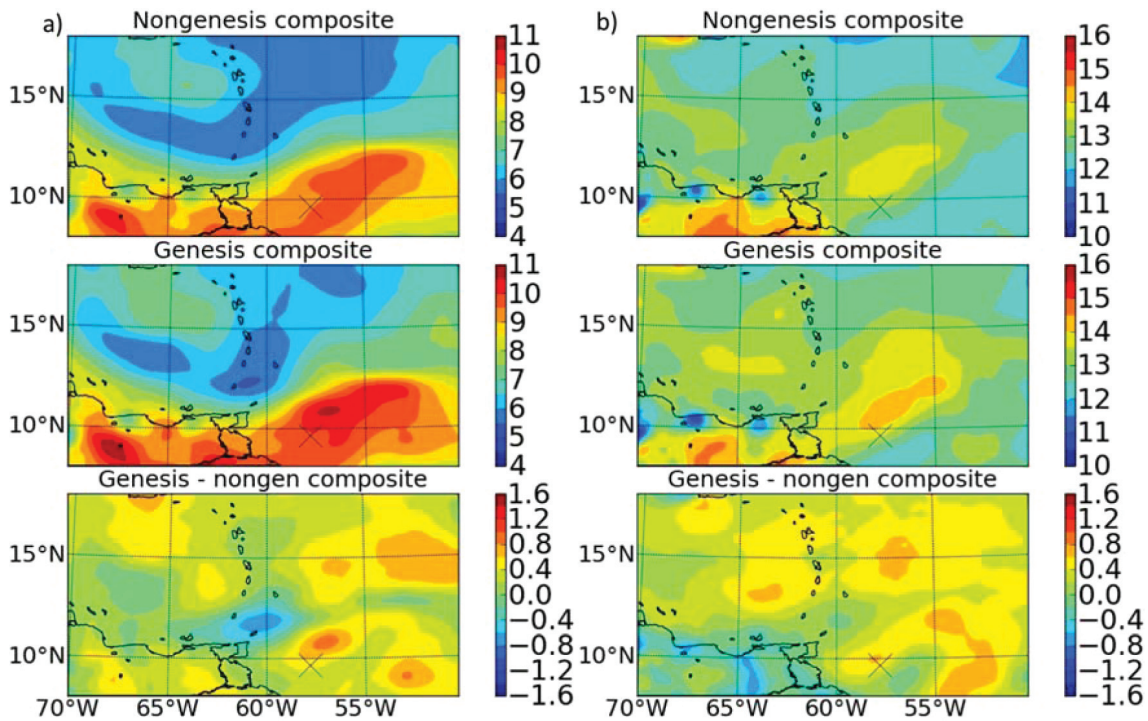 a) Nongenesis composite
11
10
9
8
7
6
5
4
15°N
10°N
Genesis composite
11
10
9
8
7
6
5
4
15°N
10°N
Genesis - nongen composite
1.6
1.2
0.8
0.4
0.0
−0.4
−0.8
−1.2
−1.6
15°N
10°N
70°W 65°W 60°W 55°W
b) Nongenesis composite
16
15
14
13
12
11
10
15°N
10°N
Genesis composite
16
15
14
13
12
11
10
15°N
10°N
Genesis - nongen composite
1.6
1.2
0.8
0.4
0.0
−0.4
−0.8
−1.2
−1.6
15°N
10°N
70°W 65°W 60°W 55°W